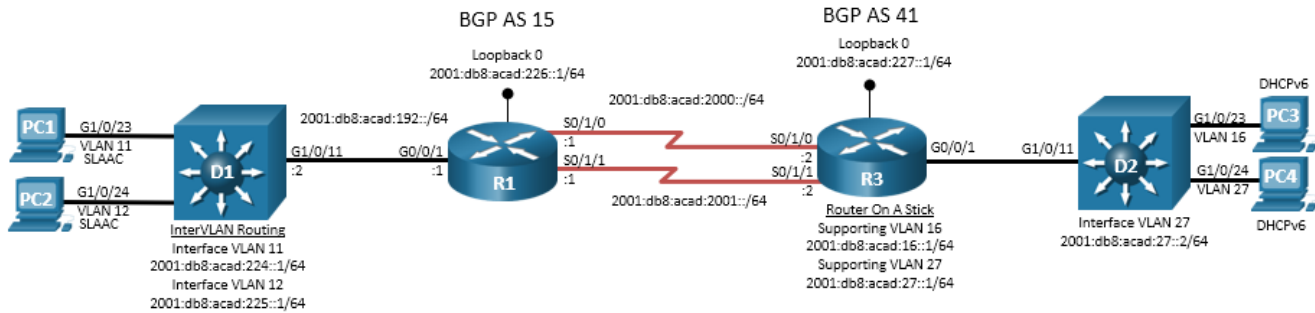 BGP AS 15
BGP AS 41
Loopback 0
2001:db8:acad:226::1/64
Loopback 0
2001:db8:acad:227::1/64
PC1
G1/0/23
VLAN 11
SLAAC
PC2
G1/0/24
VLAN 12
SLAAC
D1
G1/0/11
:2
2001:db8:acad:192::/64
G0/0/1
:1
R1
S0/1/0
:1
S0/1/1
:1
2001:db8:acad:2000::/64
2001:db8:acad:2001::/64
S0/1/0
:2
S0/1/1
:2
R3
G0/0/1
G1/0/11
D2
G1/0/23
VLAN 16
DHCPv6
PC3
G1/0/24
VLAN 27
PC4
DHCPv6
InterVLAN Routing
Interface VLAN 11
2001:db8:acad:224::1/64
Interface VLAN 12
2001:db8:acad:225::1/64
Router On A Stick
Supporting VLAN 16
2001:db8:acad:16::1/64
Supporting VLAN 27
2001:db8:acad:27::1/64
Interface VLAN 27
2001:db8:acad:27::2/64